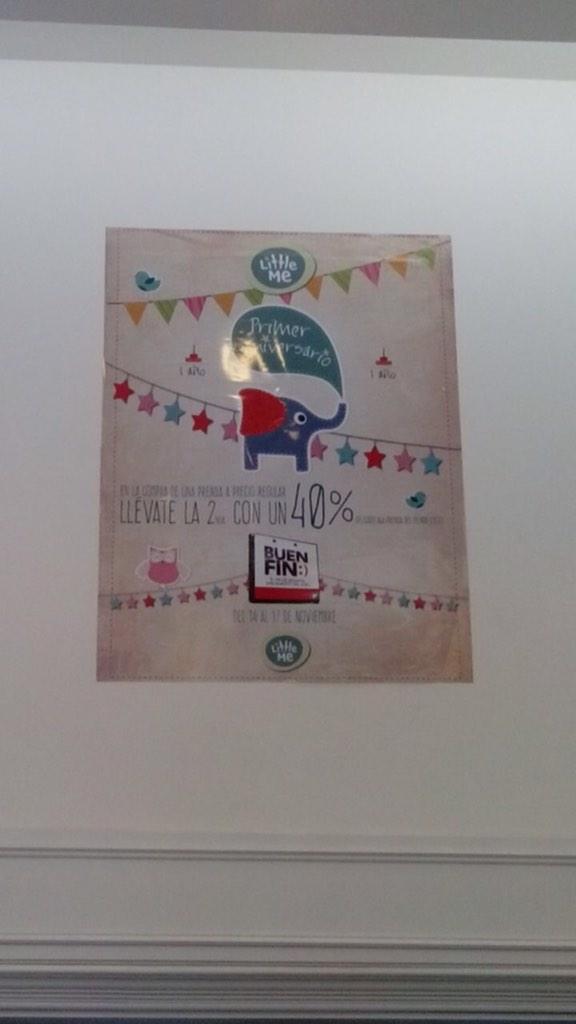 Little
Me
Primer
Aniversario
1 AÑO
1 AÑO
EN LA COMPRA DE UNA PRENDA A PRECIO REGULAR
LLÉVATE LA 2NDA. CON UN 40%
BUEN
FIN:)
DEL 14 AL 17 DE NOVIEMBRE
Little
Me